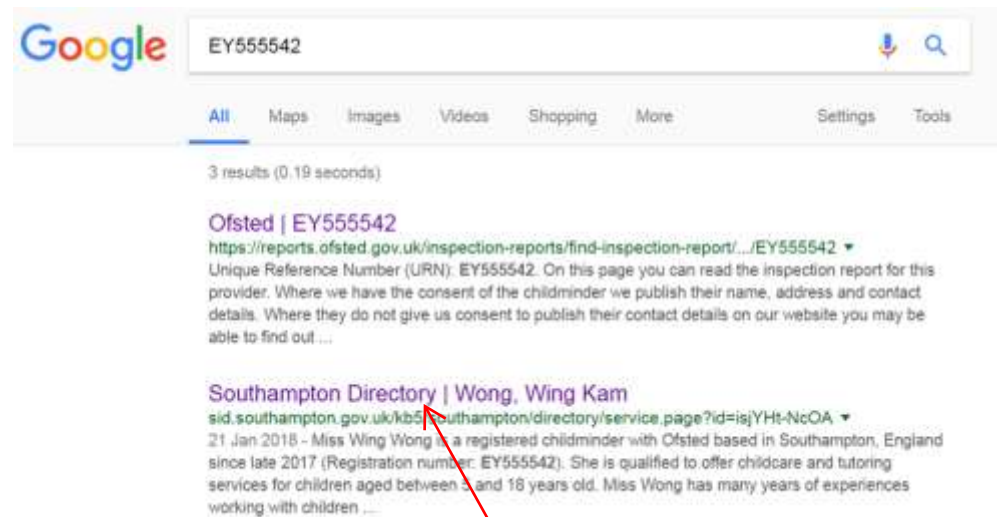 Google EY555542
All Maps Images Videos Shopping More Settings Tools
3 results (0.19 seconds)
Ofsted | EY555542
https://reports.ofsted.gov.uk/inspection-reports/find-inspection-report/.../EY555542
Unique Reference Number (URN): EY555542. On this page you can read the inspection report for this
provider. Where we have the consent of the childminder we publish their name, address and contact
details. Where they do not give us consent to publish their contact details on our website you may be
able to find out ...
Southampton Directory | Wong, Wing Kam
sid.southampton.gov.uk/kb5/southampton/directory/service.page?id=isjYHt-NcOA
21 Jan 2018 - Miss Wing Wong is a registered childminder with Ofsted based in Southampton, England
since late 2017 (Registration number: EY555542). She is qualified to offer childcare and tutoring
services for children aged between 5 and 18 years old. Miss Wong has many years of experiences
working with children ...